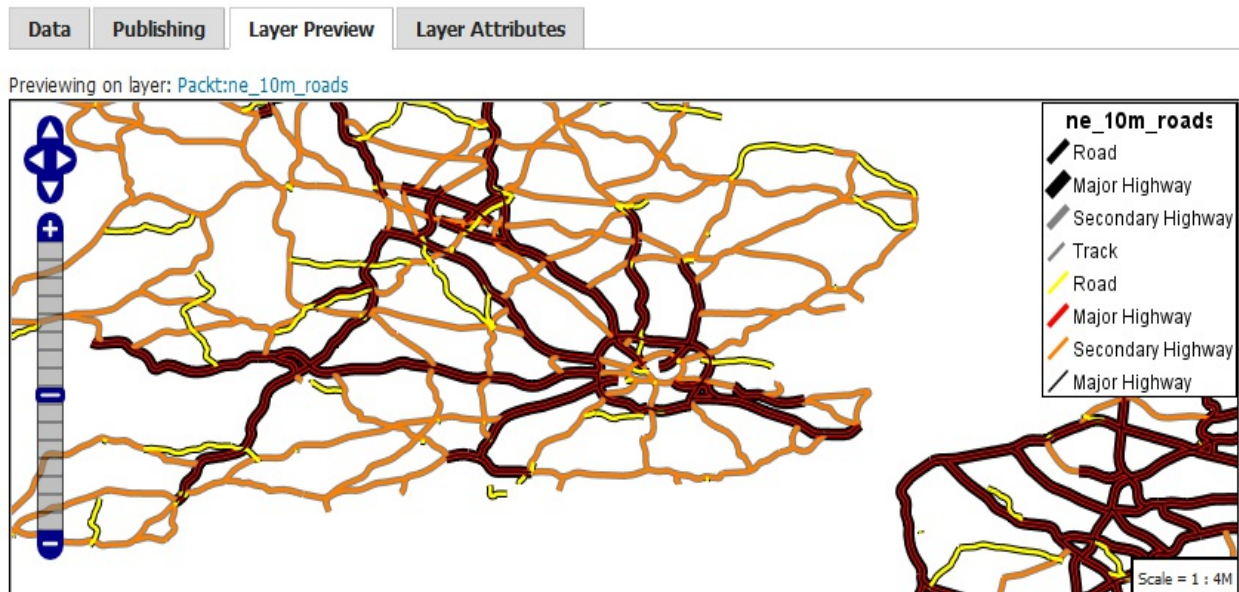 Data Publishing Layer Preview Layer Attributes
Previewing on layer: Packt:ne_10m_roads
ne_10m_roads
Road
Major Highway
Secondary Highway
Track
Road
Major Highway
Secondary Highway
Major Highway
Scale = 1 : 4M